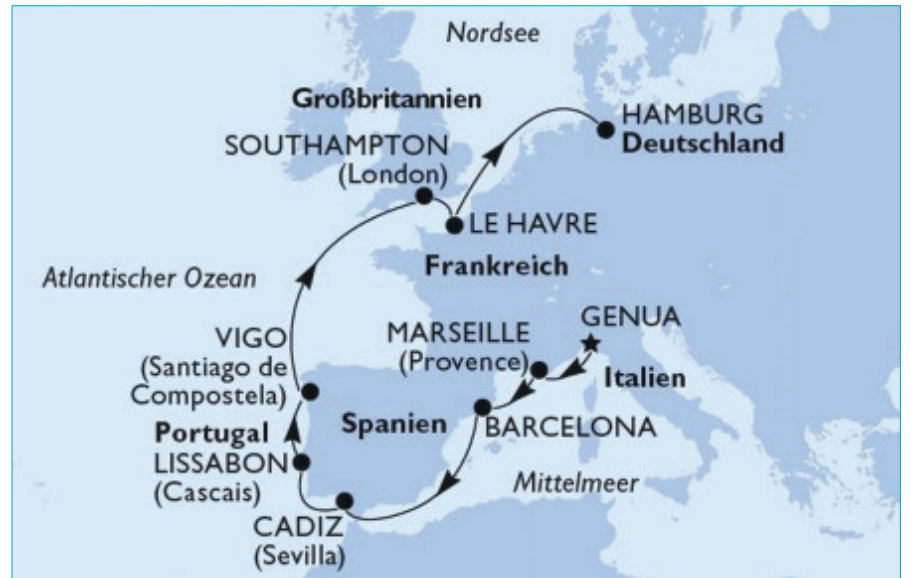 Nordsee
Großbritannien
HAMBURG
Deutschland
SOUTHAMPTON
(London)
LE HAVRE
Frankreich
Atlantischer Ozean
GENUA
MARSEILLE
(Provence)
Italien
VIGO
(Santiago de
Compostela)
Spanien
BARCELONA
Portugal
LISSABON
(Cascais)
Mittelmeer
CADIZ
(Sevilla)